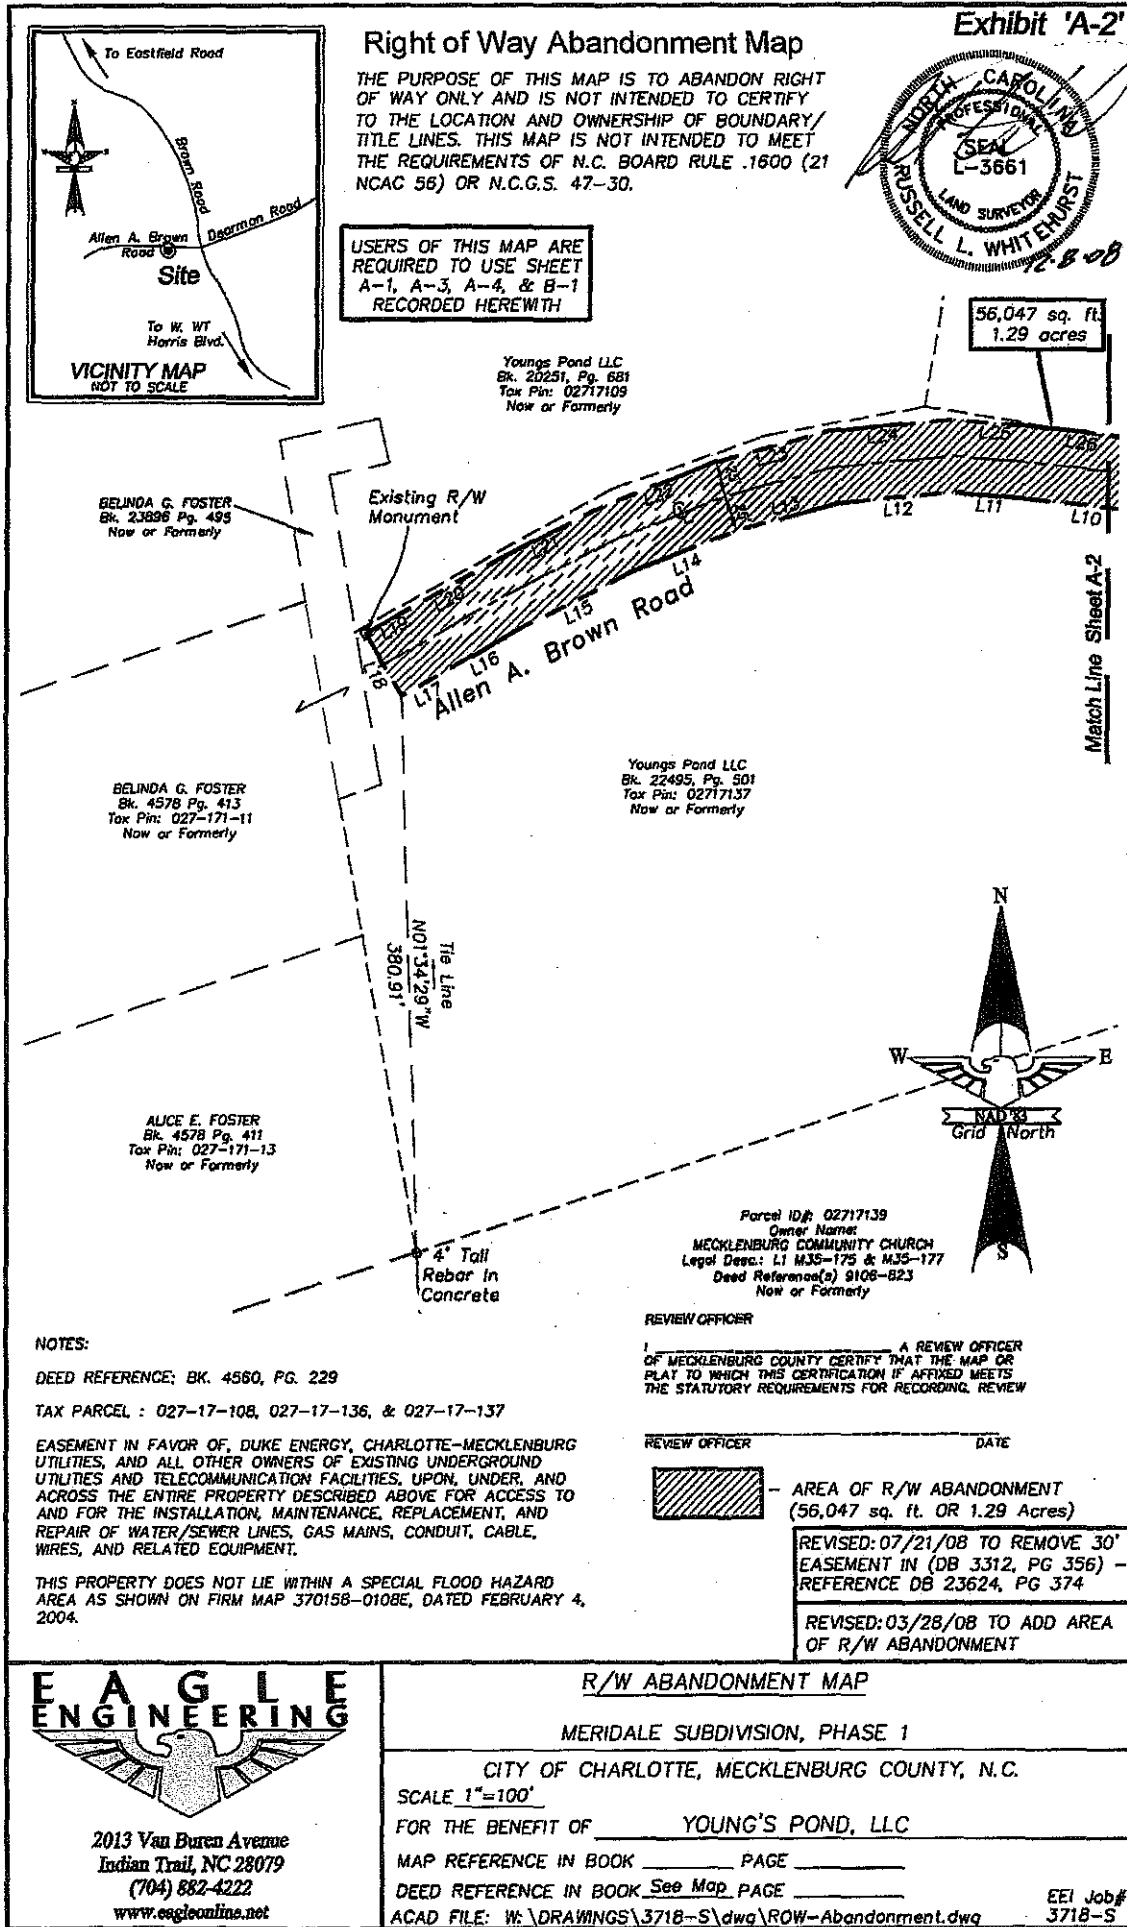 Exhibit 'A-2'
Right of Way Abandonment Map
THE PURPOSE OF THIS MAP IS TO ABANDON RIGHT
OF WAY ONLY AND IS NOT INTENDED TO CERTIFY
TO THE LOCATION AND OWNERSHIP OF BOUNDARY/
TITLE LINES. THIS MAP IS NOT INTENDED TO MEET
THE REQUIREMENTS OF N.C. BOARD RULE .1600 (21
NCAC 56) OR N.C.G.S. 47-30.
To Eastfield Road
Brown Road
Dearmon Road
Allen A. Brown
Road
Site
To W. WT
Harris Blvd.
VICINITY MAP
NOT TO SCALE
NORTH CAROLINA
PROFESSIONAL
SEAL
L-3661
LAND SURVEYOR
RUSSELL L. WHITEHURST
12-8-08
USERS OF THIS MAP ARE
REQUIRED TO USE SHEET
A-1, A-3, A-4, & B-1
RECORDED HEREWITH
56,047 sq. ft.
1.29 acres
Youngs Pond LLC
Bk. 20251, Pg. 681
Tax Pin: 02717109
Now or Formerly
BELINDA G. FOSTER
Bk. 23896 Pg. 495
Now or Formerly
Existing R/W
Monument
L19
L20
L21
L22
L23
L24
L25
L26
25'
25'
CL
L18
L17
L16
L15
L14
L13
L12
L11
L10
Allen A. Brown Road
Match Line Sheet A-2
BELINDA G. FOSTER
Bk. 4578 Pg. 413
Tax Pin: 027-171-11
Now or Formerly
Youngs Pond LLC
Bk. 22495, Pg. 501
Tax Pin: 02717137
Now or Formerly
Tie Line
N01°34'29"W
380.91'
ALICE E. FOSTER
Bk. 4578 Pg. 411
Tax Pin: 027-171-13
Now or Formerly
N
W
E
NAD '83
Grid North
S
4" Tall
Rebar In
Concrete
Parcel ID#: 02717139
Owner Name:
MECKLENBURG COMMUNITY CHURCH
Legal Desc.: L1 M35-175 & M35-177
Deed Reference(s) 9106-823
Now or Formerly
NOTES:
DEED REFERENCE: BK. 4560, PG. 229
TAX PARCEL : 027-17-108, 027-17-136, & 027-17-137
EASEMENT IN FAVOR OF, DUKE ENERGY, CHARLOTTE-MECKLENBURG
UTILITIES, AND ALL OTHER OWNERS OF EXISTING UNDERGROUND
UTILITIES AND TELECOMMUNICATION FACILITIES, UPON, UNDER, AND
ACROSS THE ENTIRE PROPERTY DESCRIBED ABOVE FOR ACCESS TO
AND FOR THE INSTALLATION, MAINTENANCE, REPLACEMENT, AND
REPAIR OF WATER/SEWER LINES, GAS MAINS, CONDUIT, CABLE,
WIRES, AND RELATED EQUIPMENT.
THIS PROPERTY DOES NOT LIE WITHIN A SPECIAL FLOOD HAZARD
AREA AS SHOWN ON FIRM MAP 370158-0108E, DATED FEBRUARY 4,
2004.
REVIEW OFFICER
I ____________ A REVIEW OFFICER
OF MECKLENBURG COUNTY CERTIFY THAT THE MAP OR
PLAT TO WHICH THIS CERTIFICATION IF AFFIXED MEETS
THE STATUTORY REQUIREMENTS FOR RECORDING. REVIEW
REVIEW OFFICER DATE
- AREA OF R/W ABANDONMENT
(56,047 sq. ft. OR 1.29 Acres)
REVISED: 07/21/08 TO REMOVE 30'
EASEMENT IN (DB 3312, PG 356) -
REFERENCE DB 23624, PG 374
REVISED: 03/28/08 TO ADD AREA
OF R/W ABANDONMENT
EAGLE
ENGINEERING
2013 Van Buren Avenue
Indian Trail, NC 28079
(704) 882-4222
www.eagleonline.net
R/W ABANDONMENT MAP
MERIDALE SUBDIVISION, PHASE 1
CITY OF CHARLOTTE, MECKLENBURG COUNTY, N.C.
SCALE 1"=100'
FOR THE BENEFIT OF YOUNG'S POND, LLC
MAP REFERENCE IN BOOK ______ PAGE ______
DEED REFERENCE IN BOOK See Map PAGE ______
ACAD FILE: W:\DRAWINGS\3718-S\dwg\ROW-Abandonment.dwg
EEI Job#
3718-S